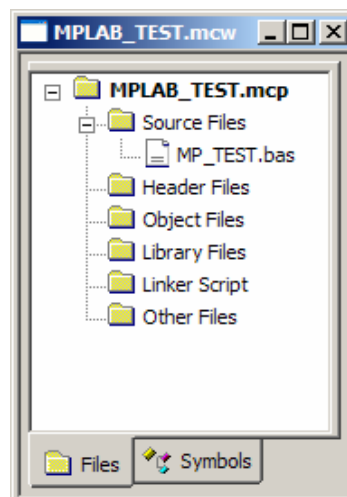 MPLAB_TEST.mcw
MPLAB_TEST.mcp
Source Files
MP_TEST.bas
Header Files
Object Files
Library Files
Linker Script
Other Files
Files Symbols